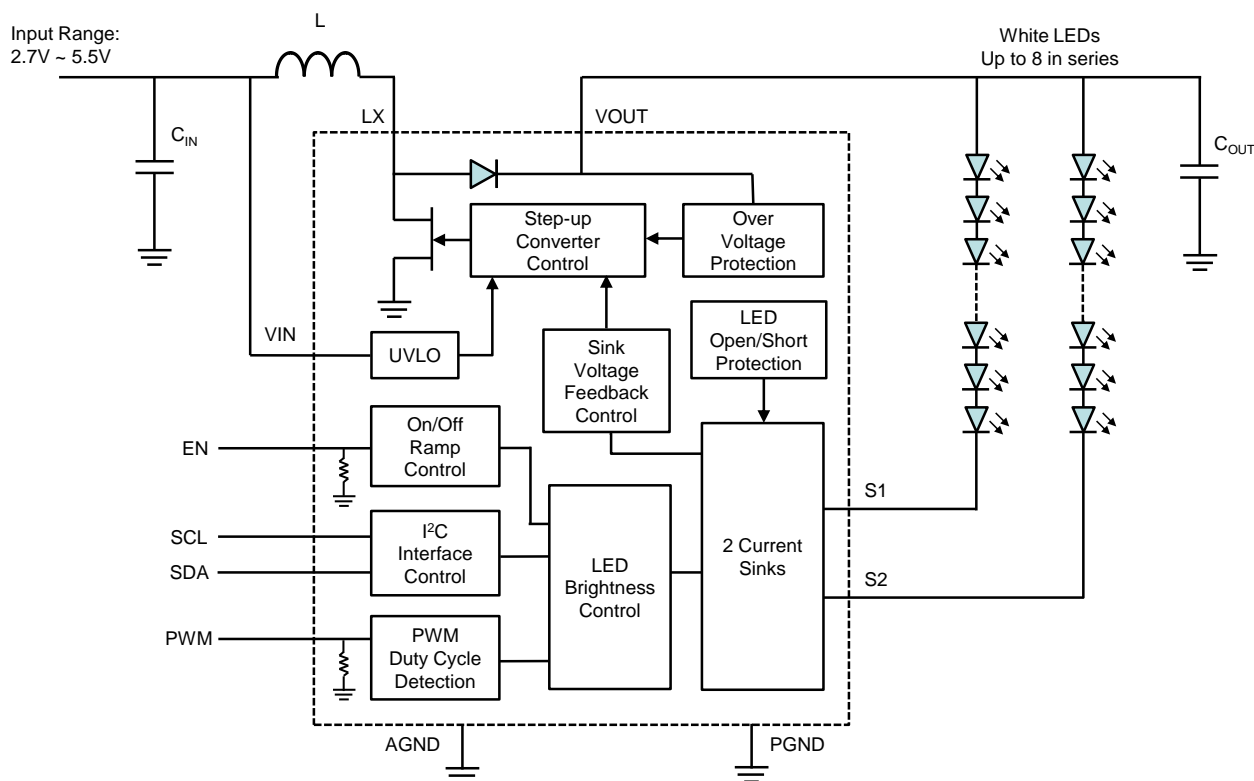 L
Input Range:
2.7V ~ 5.5V
White LEDs
Up to 8 in series
LX
VOUT
C_IN
C_OUT
Step-up
Converter
Control
Over
Voltage
Protection
VIN
UVLO
Sink
Voltage
Feedback
Control
LED
Open/Short
Protection
EN
On/Off
Ramp
Control
SCL
SDA
I²C
Interface
Control
LED
Brightness
Control
2 Current
Sinks
S1
S2
PWM
PWM
Duty Cycle
Detection
AGND
PGND